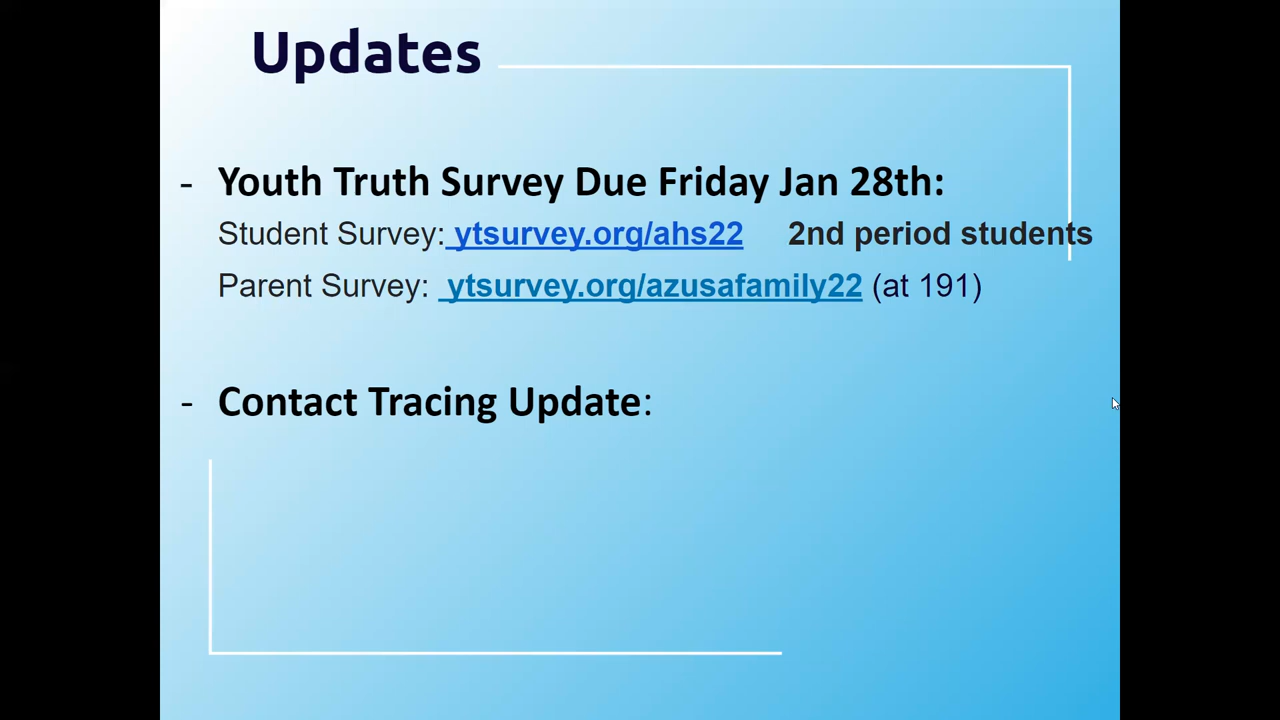 Updates
- Youth Truth Survey Due Friday Jan 28th:
Student Survey: ytsurvey.org/ahs22 2nd period students
Parent Survey: ytsurvey.org/azusafamily22 (at 191)
- Contact Tracing Update: